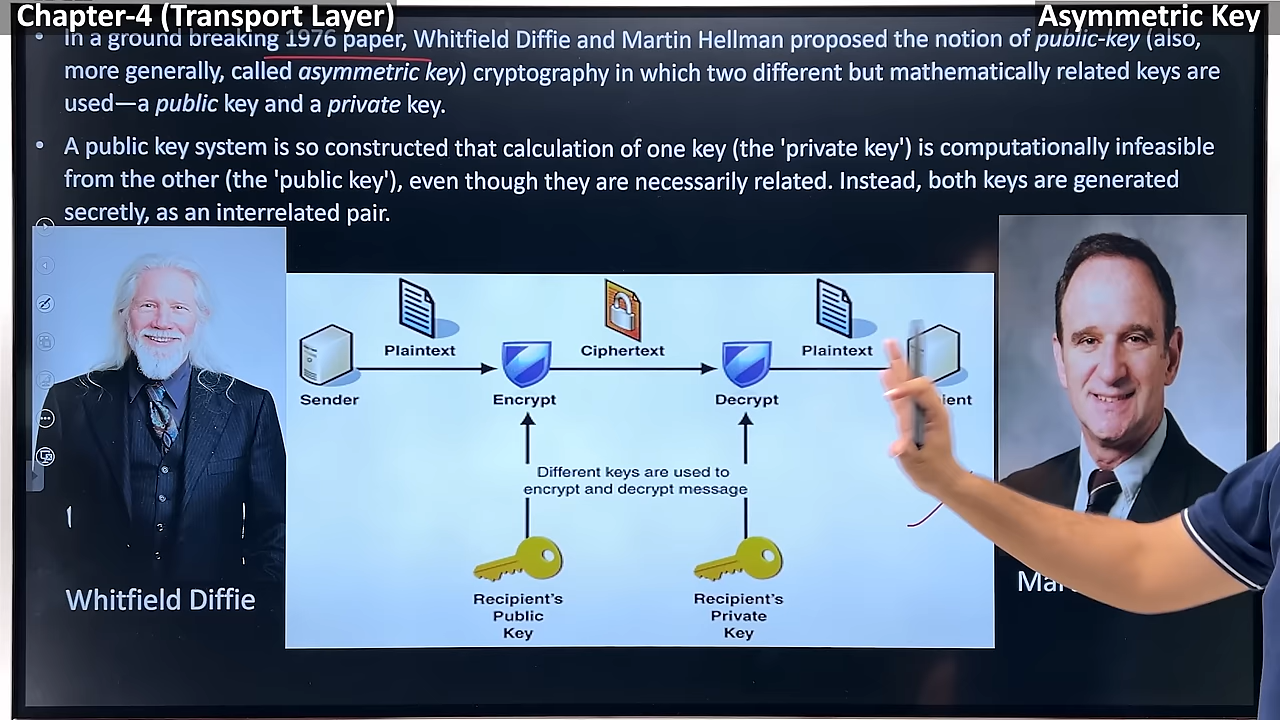 Chapter-4 (Transport Layer)
Asymmetric Key
• In a ground breaking 1976 paper, Whitfield Diffie and Martin Hellman proposed the notion of public-key (also,
more generally, called asymmetric key) cryptography in which two different but mathematically related keys are
used—a public key and a private key.
• A public key system is so constructed that calculation of one key (the 'private key') is computationally infeasible
from the other (the 'public key'), even though they are necessarily related. Instead, both keys are generated
secretly, as an interrelated pair.
Plaintext
Ciphertext
Plaintext
Sender
Encrypt
Decrypt
Different keys are used to
encrypt and decrypt message
Recipient's
Public
Key
Recipient's
Private
Key
Whitfield Diffie